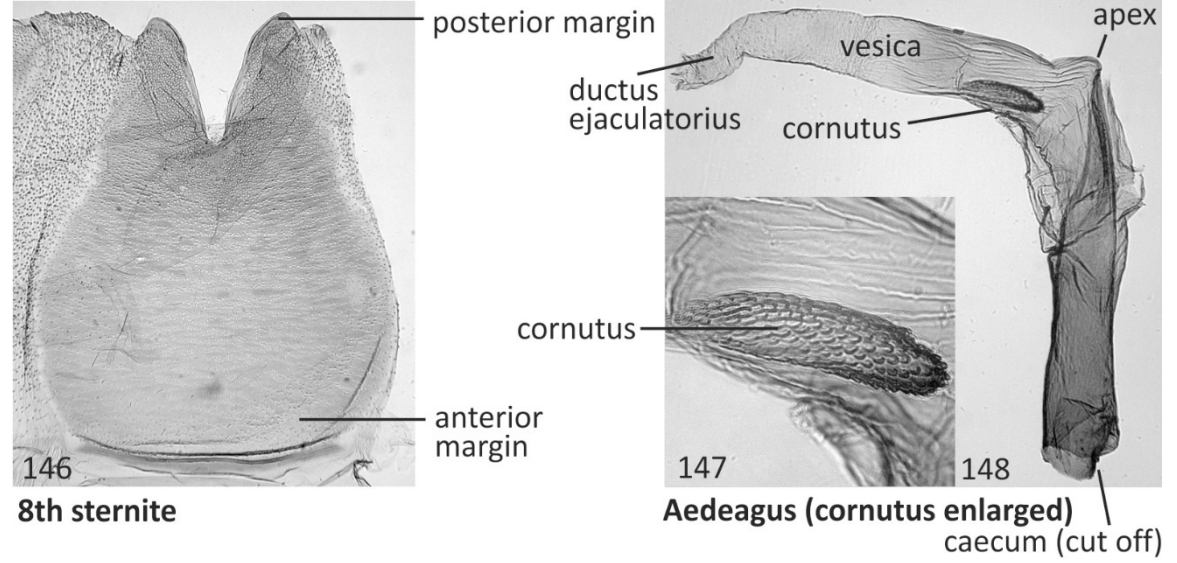 posterior margin
anterior
margin
146
8th sternite
apex
vesica
ductus
ejaculatorius
cornutus
cornutus
147
148
Aedeagus (cornutus enlarged)
caecum (cut off)